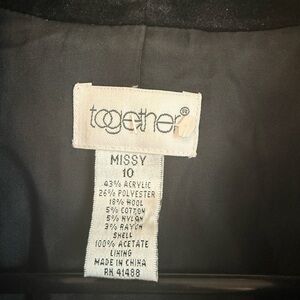 together®
MISSY
10
43% ACRYLIC
26% POLYESTER
18% WOOL
5% COTTON
5% NYLON
3% RAYON
SHELL
100% ACETATE
LINING
MADE IN CHINA
RN 41488